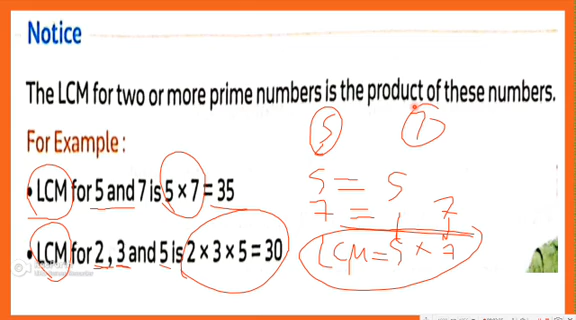 Notice
The LCM for two or more prime numbers is the product of these numbers.
For Example :
• LCM for 5 and 7 is 5 × 7 = 35
• LCM for 2 , 3 and 5 is 2 × 3 × 5 = 30
5 7
5 = 5
7 = 7
LCM = 5 × 7